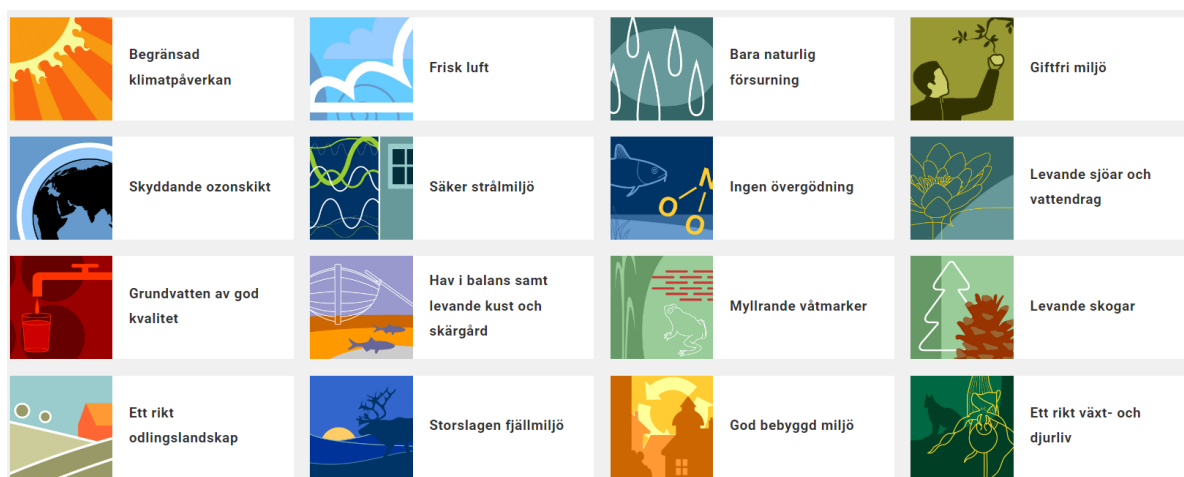 Begränsad
klimatpåverkan
Frisk luft
Bara naturlig
försurning
Giftfri miljö
Skyddande ozonskikt
Säker strålmiljö
O
O
N
Ingen övergödning
Levande sjöar och
vattendrag
Grundvatten av god
kvalitet
Hav i balans samt
levande kust och
skärgård
Myllrande våtmarker
Levande skogar
Ett rikt
odlingslandskap
Storslagen fjällmiljö
God bebyggd miljö
Ett rikt växt- och
djurliv